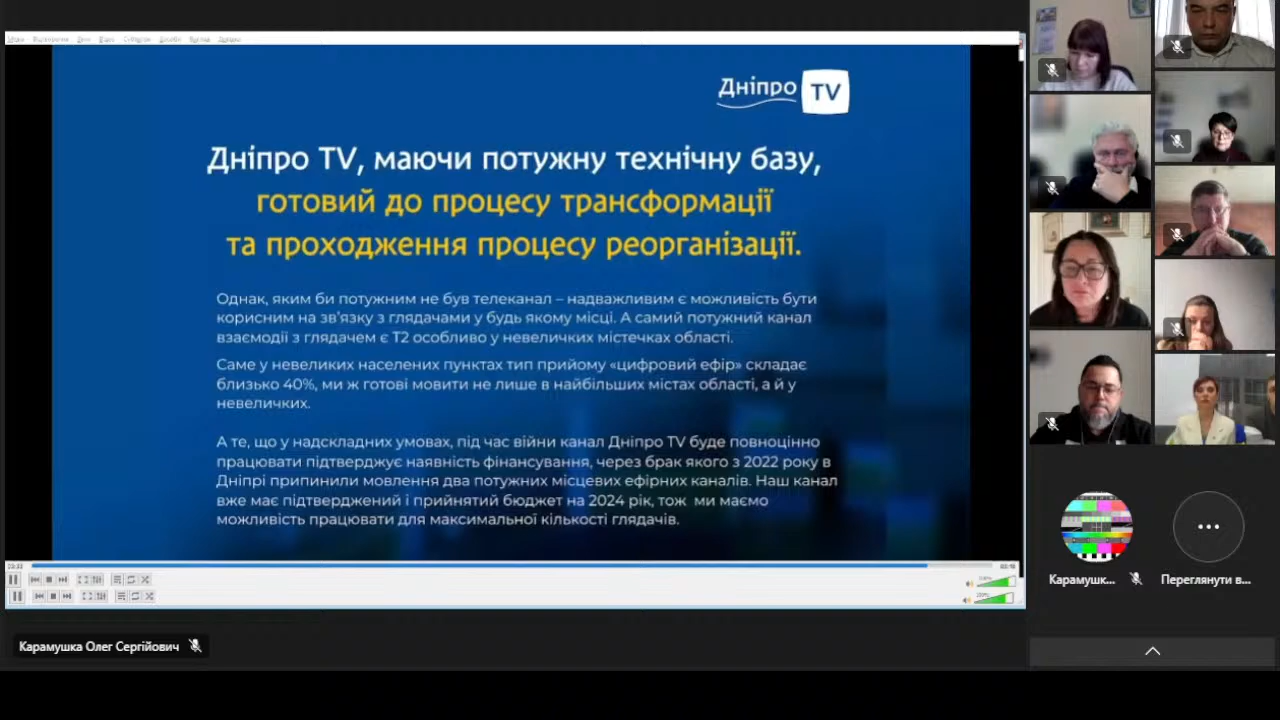 Дніпро TV
Дніпро TV, маючи потужну технічну базу,
готовий до процесу трансформації
та проходження процесу реорганізації.
Однак, яким би потужним не був телеканал – надважливим є можливість бути
корисном на зв'язку з глядачами у будь якому місці. А самий потужний канал
взаємодії з глядачем є Т2 особливо у невеличких містечках області.
Саме у невеликих населених пунктах тип прийому «цифровий ефір» складає
близько 40%, ми ж готові мовити не лише в найбільших містах області, а й у
невеличких.
А те, що у надскладних умовах, під час війни канал Дніпро TV буде повноцінно
працювати підтверджує наявність фінансування, через брак якого з 2022 року в
Дніпрі припинили мовлення два потужних місцевих ефірних каналів. Наш канал
вже має підтверджений і прийнятий бюджет на 2024 рік, тож ми маємо
можливість працювати для максимальної кількості глядачів.
Карамушка Олег Сергійович
Карамушк...
Переглянути в...